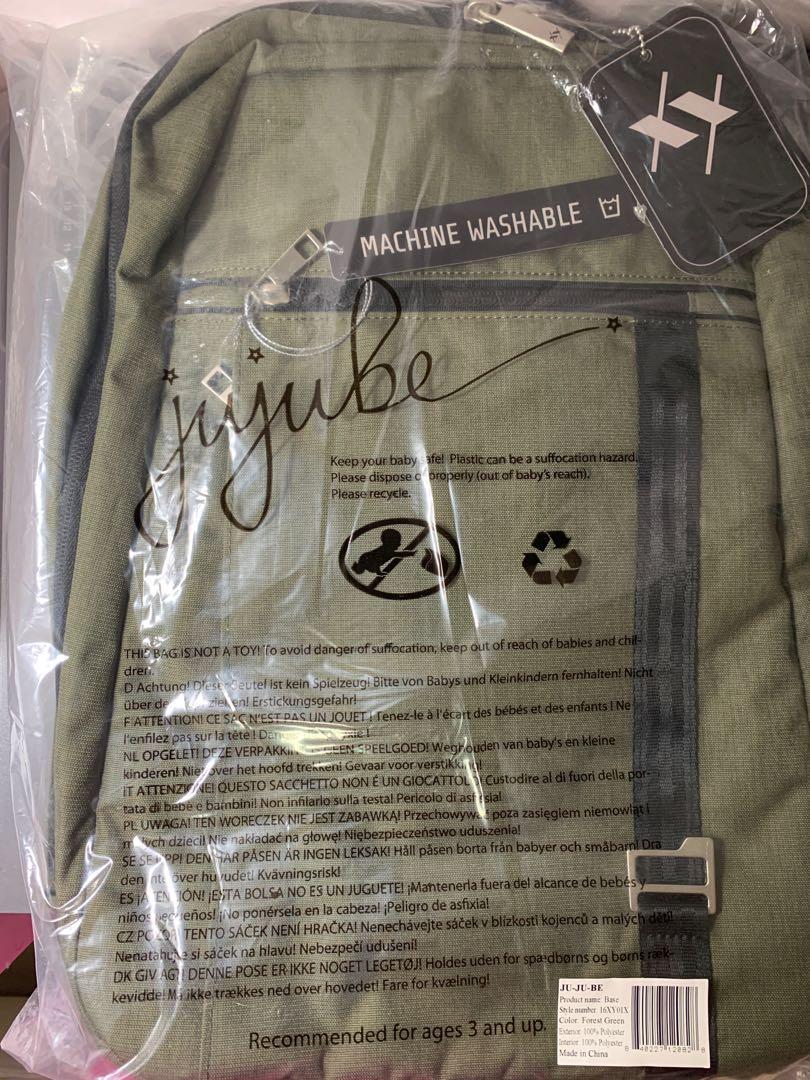 MACHINE WASHABLE
jujube
Keep your baby safe! Plastic can be a suffocation hazard.
Please dispose of properly (out of baby's reach).
Please recycle.
THIS BAG IS NOT A TOY! To avoid danger of suffocation, keep out of reach of babies and chil-
dren.
D Achtung! Dieser Beutel ist kein Spielzeug! Bitte von Babys und Kleinkindern fernhalten! Nicht
über den ziehen! Erstickungsgefahr!
F ATTENTION! CE SAC N'EST PAS UN JOUET ! Tenez-le à l'écart des bébés et des enfants ! Ne
l'enfilez pas sur la tête !
NL OPGELET! DEZE VERPAKKING IS GEEN SPEELGOED! Weghouden van baby's en kleine
kinderen! Niet over het hoofd trekken! Gevaar voor verstikking!
IT ATTENZIONE! QUESTO SACCHETTO NON É UN GIOCATTOLO! Custodire al di fuori della por-
tata di bebè e bambini! Non infilarlo sulla testa! Pericolo di asfissia!
PL UWAGA! TEN WORECZEK NIE JEST ZABAWKĄ! Przechowywać poza zasięgiem niemowląt i
małych dzieci! Nie nakładać na głowę! Niębezpieczeństwo uduszenia!
SE SE UPP! DEN HÄR PÅSEN ÄR INGEN LEKSAK! Håll påsen borta från babyer och småbarn! Dra
den inte över huvudet! Kvävningsrisk!
ES ¡ATENCIÓN! ¡ESTA BOLSA NO ES UN JUGUETE! ¡Mantenerla fuera del alcance de bebés y
niños pequeños! ¡No ponérsela en la cabeza! ¡Peligro de asfixia!
CZ POZOR! TENTO SÁČEK NENÍ HRAČKA! Nenechávejte sáček v blízkosti kojenců a malých dětí!
Nenatahujte si sáček na hlavu! Nebezpečí udušení!
DK GIV AGT! DENNE POSE ER IKKE NOGET LEGETØJ! Holdes uden for spædbørns og børns ræk-
kevidde! Må ikke trækkes ned over hovedet! Fare for kvælning!
Recommended for ages 3 and up.
JU-JU-BE
Product name: Base
Style number: 16XY01X
Color: Forest Green
Exterior: 100% Polyester
Interior: 100% Polyester
Made in China
8 40227 12082 8